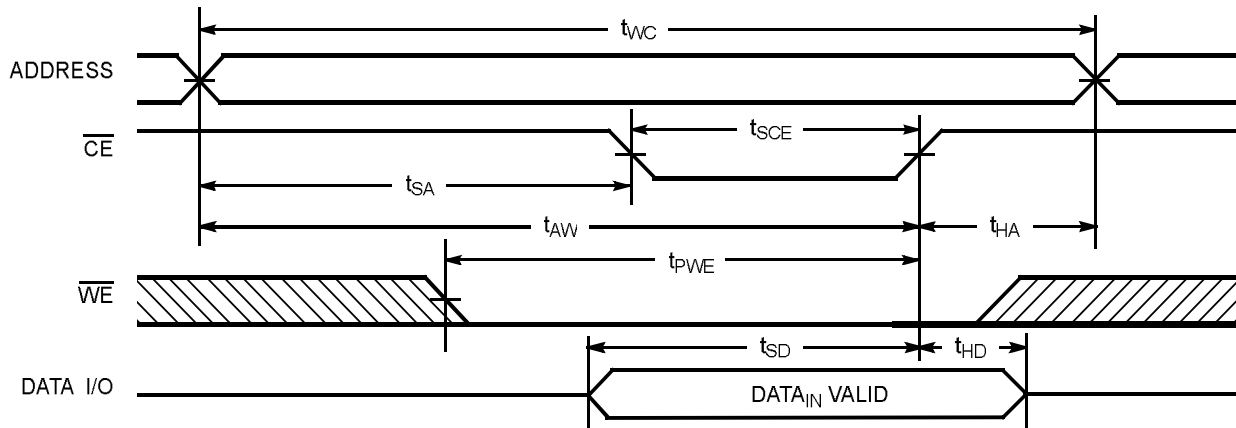 tWC
ADDRESS
CE
tSCE
tSA
tAW
tHA
tPWE
WE
tSD
tHD
DATA I/O
DATAIN VALID